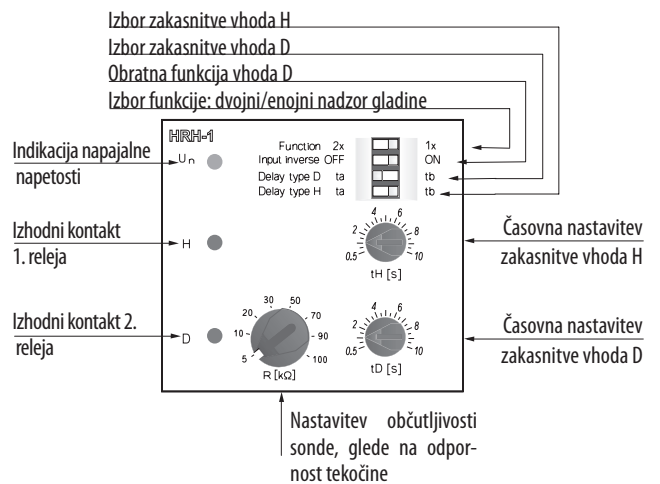 Izbor zakasnitve vhoda H
Izbor zakasnitve vhoda D
Obratna funkcija vhoda D
Izbor funkcije: dvojni/enojni nadzor gladine
HRH-1
Indikacija napajalne
napetosti
Un
Function 2x 1x
Input inverse OFF ON
Delay type D ta tb
Delay type H ta tb
Izhodni kontakt
1. releja
H
0.5 2 4 6 8 10
tH [s]
Časovna nastavitev
zakasnitve vhoda H
Izhodni kontakt 2.
releja
D
5 10 20 30 50 70 90 100
R [kΩ]
0.5 2 4 6 8 10
tD [s]
Časovna nastavitev
zakasnitve vhoda D
Nastavitev občutljivosti
sonde, glede na odpor-
nost tekočine